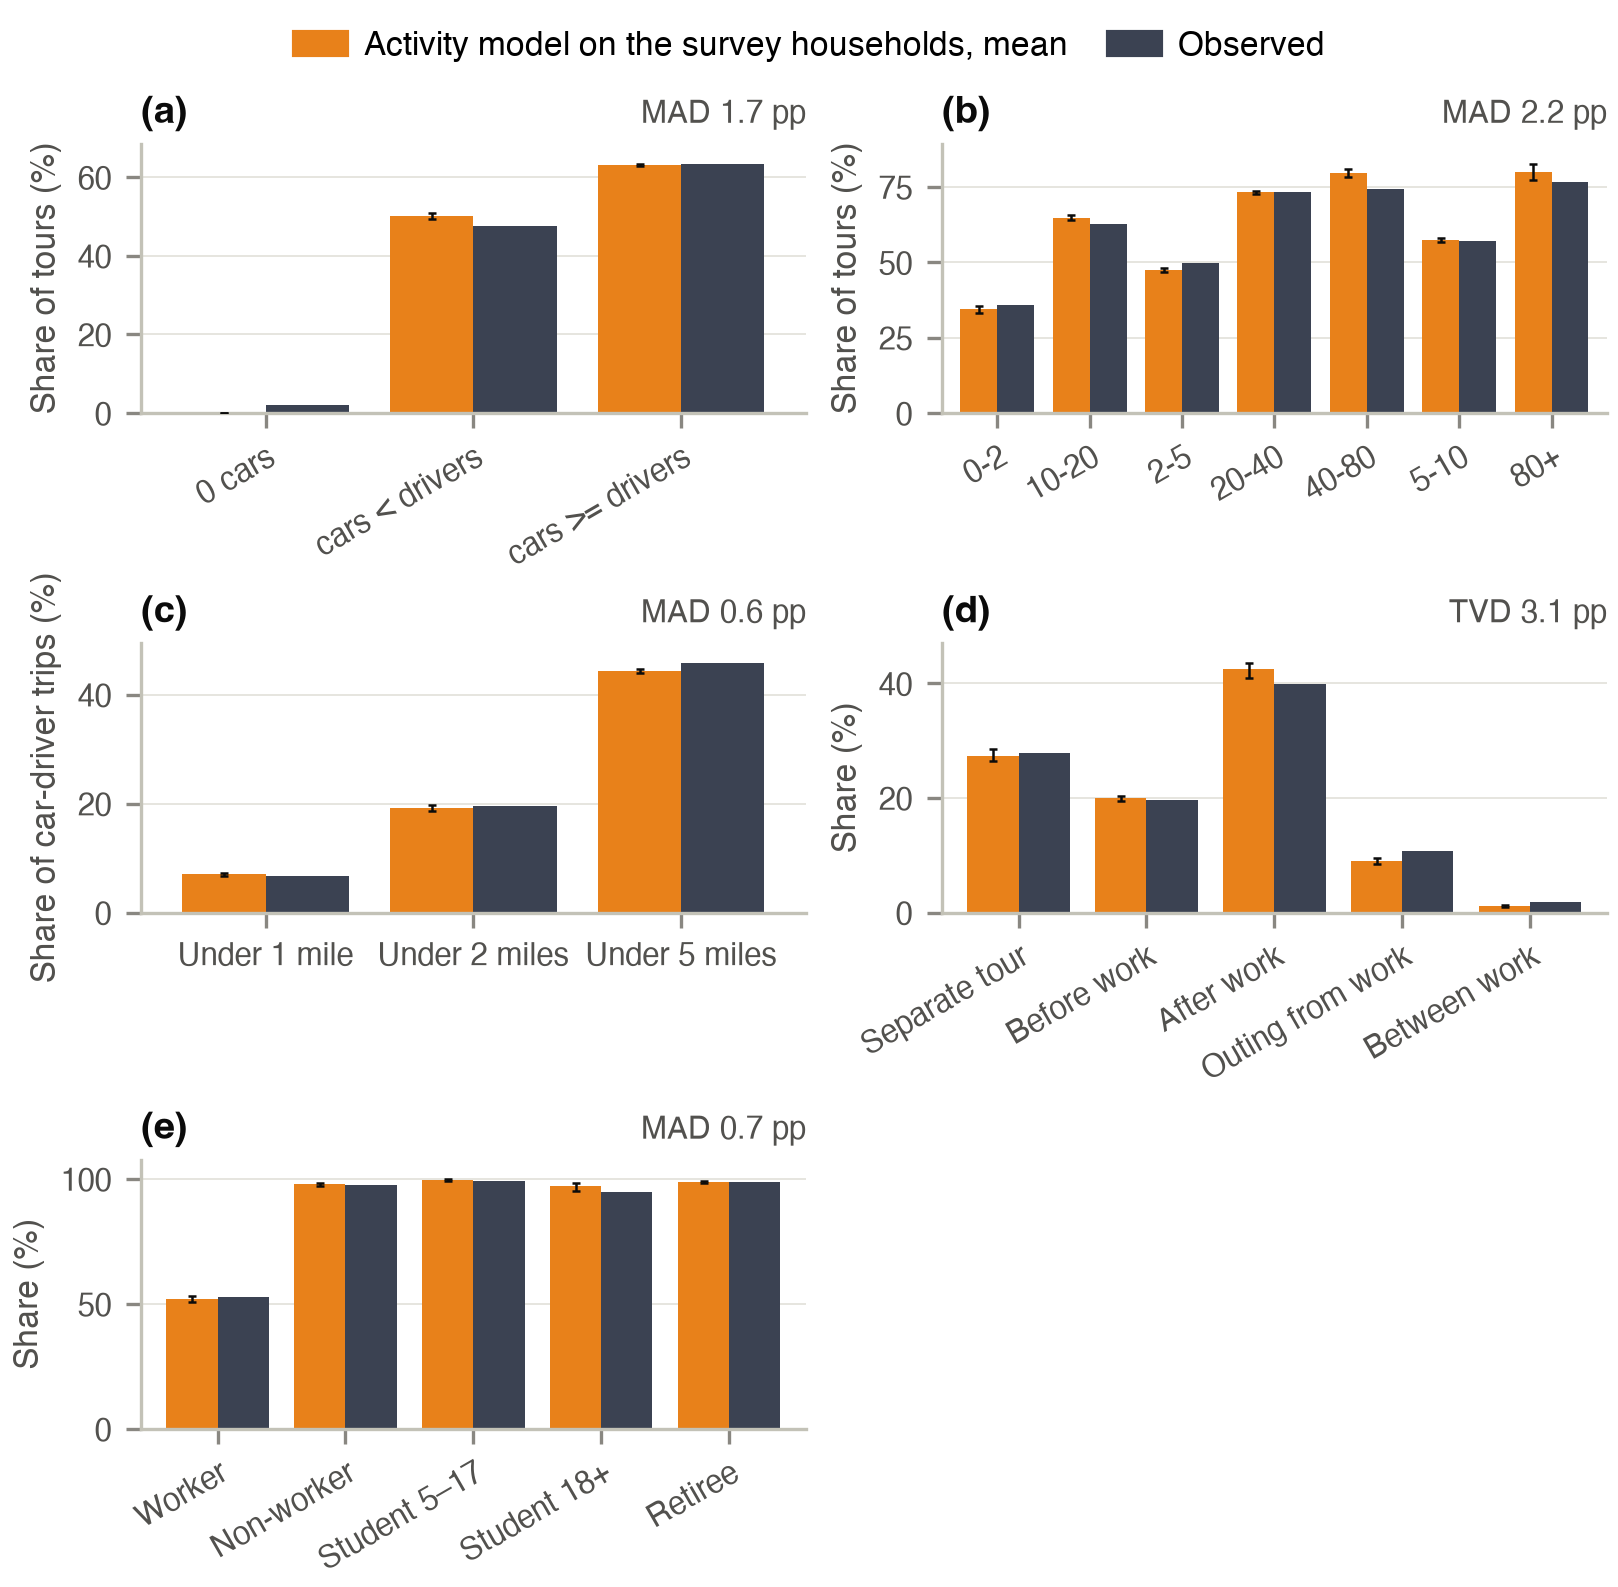 Activity model on the survey households, mean
Observed
(a)
MAD 1.7 pp
Share of tours (%)
60
40
20
0
0 cars
cars < drivers
cars >= drivers
(b)
MAD 2.2 pp
Share of tours (%)
75
50
25
0
0-2
10-20
2-5
20-40
40-80
5-10
80+
(c)
MAD 0.6 pp
Share of car-driver trips (%)
40
20
0
Under 1 mile
Under 2 miles
Under 5 miles
(d)
TVD 3.1 pp
Share (%)
40
20
0
Separate tour
Before work
After work
Outing from work
Between work
(e)
MAD 0.7 pp
Share (%)
100
50
0
Worker
Non-worker
Student 5–17
Student 18+
Retiree